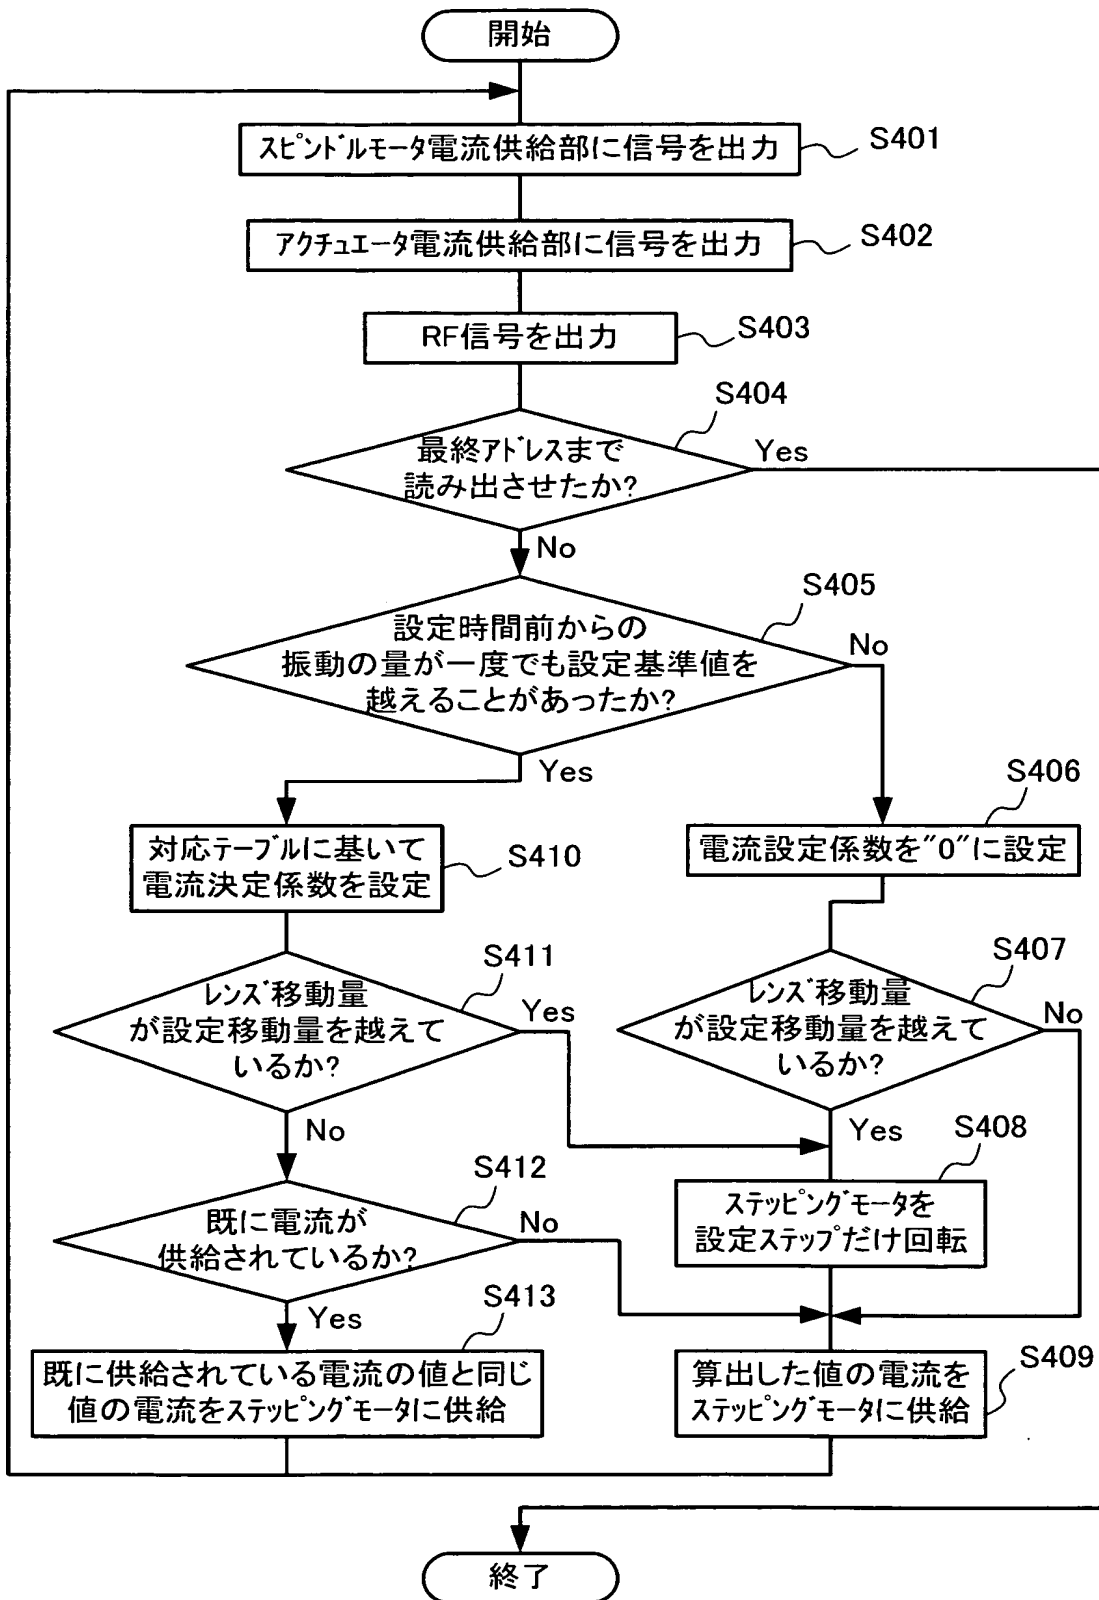 開始
スピンドルモータ電流供給部に信号を出力
S401
アクチュエータ電流供給部に信号を出力
S402
RF信号を出力
S403
S404
最終アドレスまで
読み出させたか?
Yes
No
S405
設定時間前からの
振動の量が一度でも設定基準値を
越えることがあったか?
No
Yes
S406
電流設定係数を"0"に設定
対応テーブルに基いて
電流決定係数を設定
S410
S411
レンズ移動量
が設定移動量を越えて
いるか?
Yes
No
S407
レンズ移動量
が設定移動量を越えて
いるか?
No
Yes
S408
ステッピングモータを
設定ステップだけ回転
S412
既に電流が
供給されているか?
No
Yes
S413
既に供給されている電流の値と同じ
値の電流をステッピングモータに供給
S409
算出した値の電流を
ステッピングモータに供給
終了